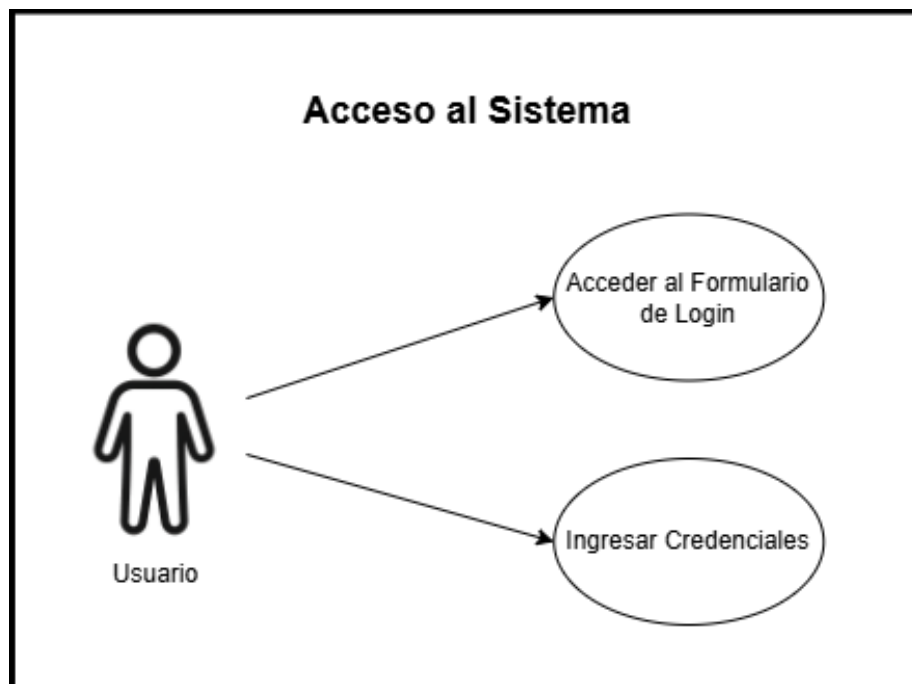 Acceso al Sistema
Acceder al Formulario
de Login
Ingresar Credenciales
Usuario